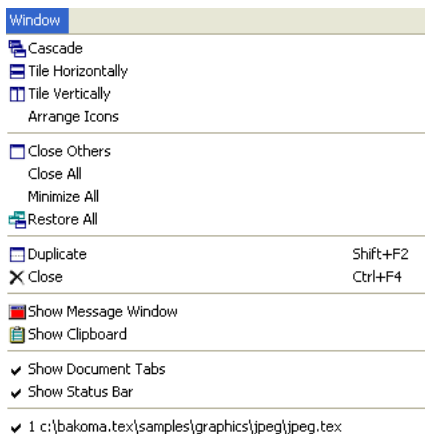 Window
Cascade
Tile Horizontally
Tile Vertically
Arrange Icons
Close Others
Close All
Minimize All
Restore All
Duplicate Shift+F2
Close Ctrl+F4
Show Message Window
Show Clipboard
Show Document Tabs
Show Status Bar
1 c:\bakoma.tex\samples\graphics\jpeg\jpeg.tex